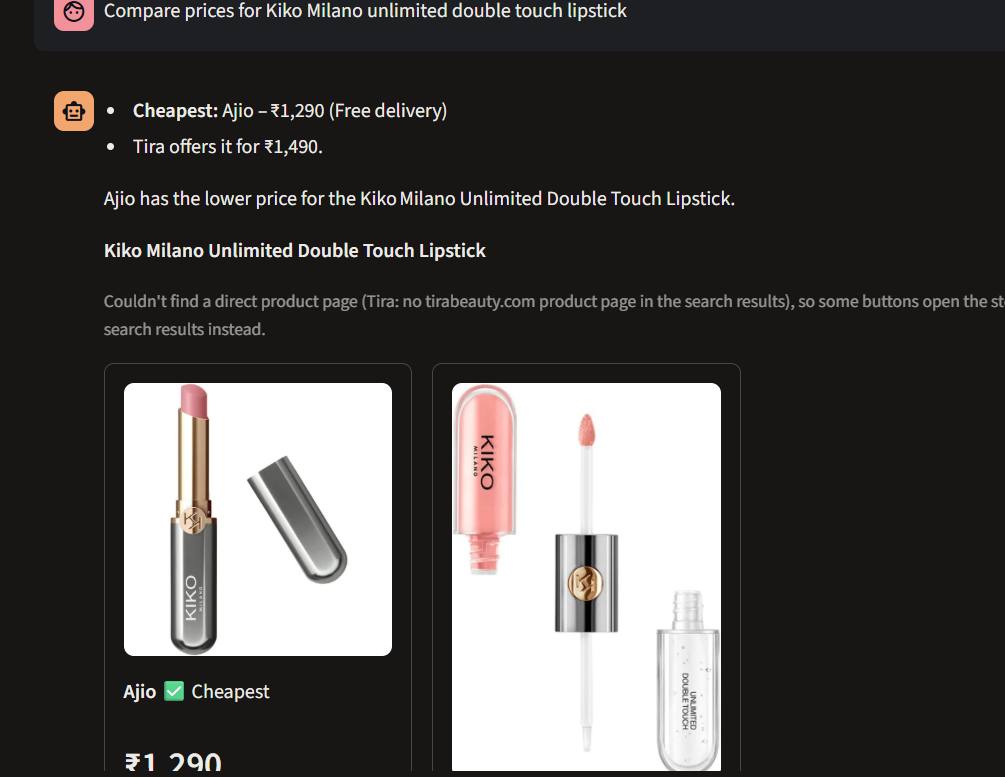 Compare prices for Kiko Milano unlimited double touch lipstick
• Cheapest: Ajio – ₹1,290 (Free delivery)
• Tira offers it for ₹1,490.
Ajio has the lower price for the Kiko Milano Unlimited Double Touch Lipstick.
Kiko Milano Unlimited Double Touch Lipstick
Couldn't find a direct product page (Tira: no tirabeauty.com product page in the search results), so some buttons open the
search results instead.
KIKO
MILANO
KIKO
MILANO
UNLIMITED
DOUBLE TOUCH
Ajio ✅ Cheapest
₹1,290